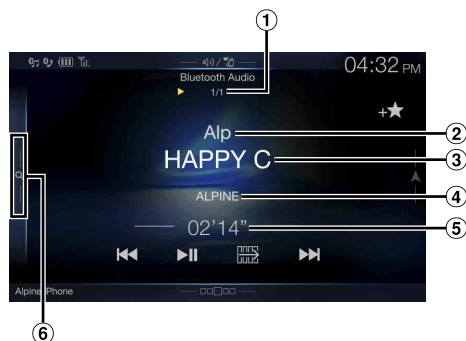 1
04:32 PM
Bluetooth Audio
1/1
Alp
2
HAPPY C
3
ALPINE
4
02'14"
5
Alpine Phone
6